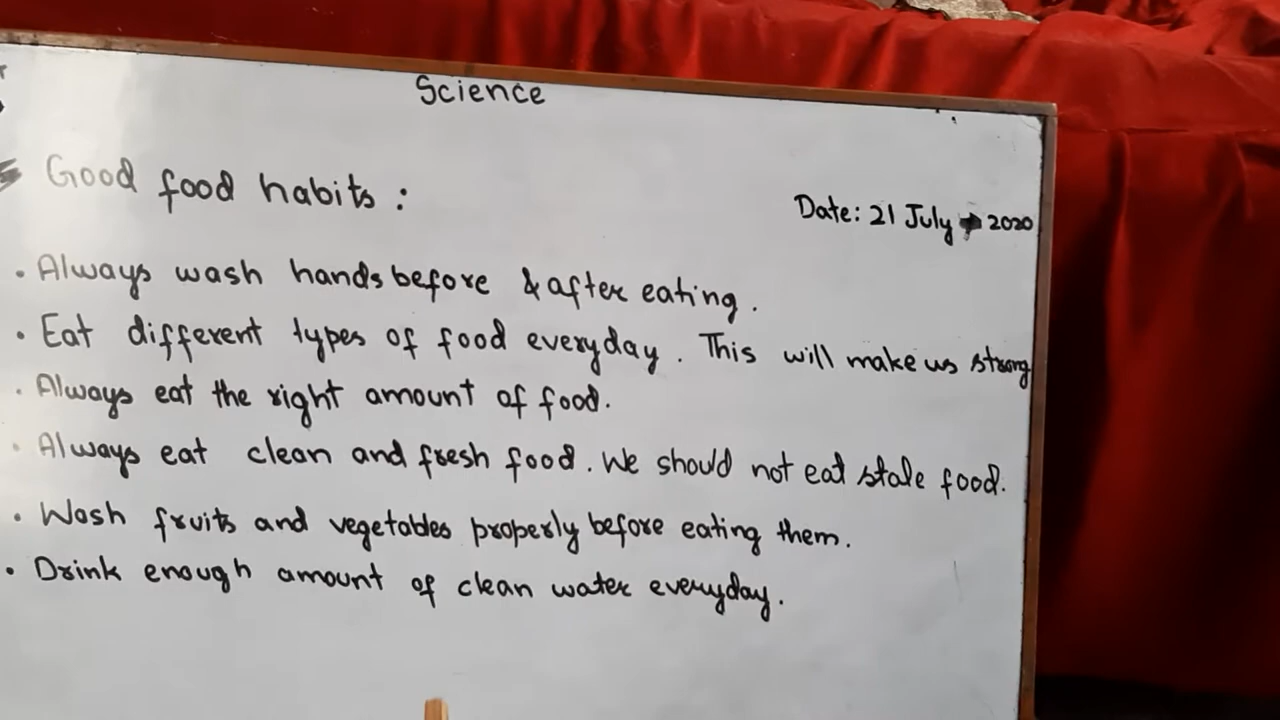 Science
Good food habits :
Date: 21 July 2020
• Always wash hands before & after eating.
• Eat different types of food everyday. This will make us strong
• Always eat the right amount of food.
• Always eat clean and fresh food. We should not eat stale food.
• Wash fruits and vegetables properly before eating them.
• Drink enough amount of clean water everyday.